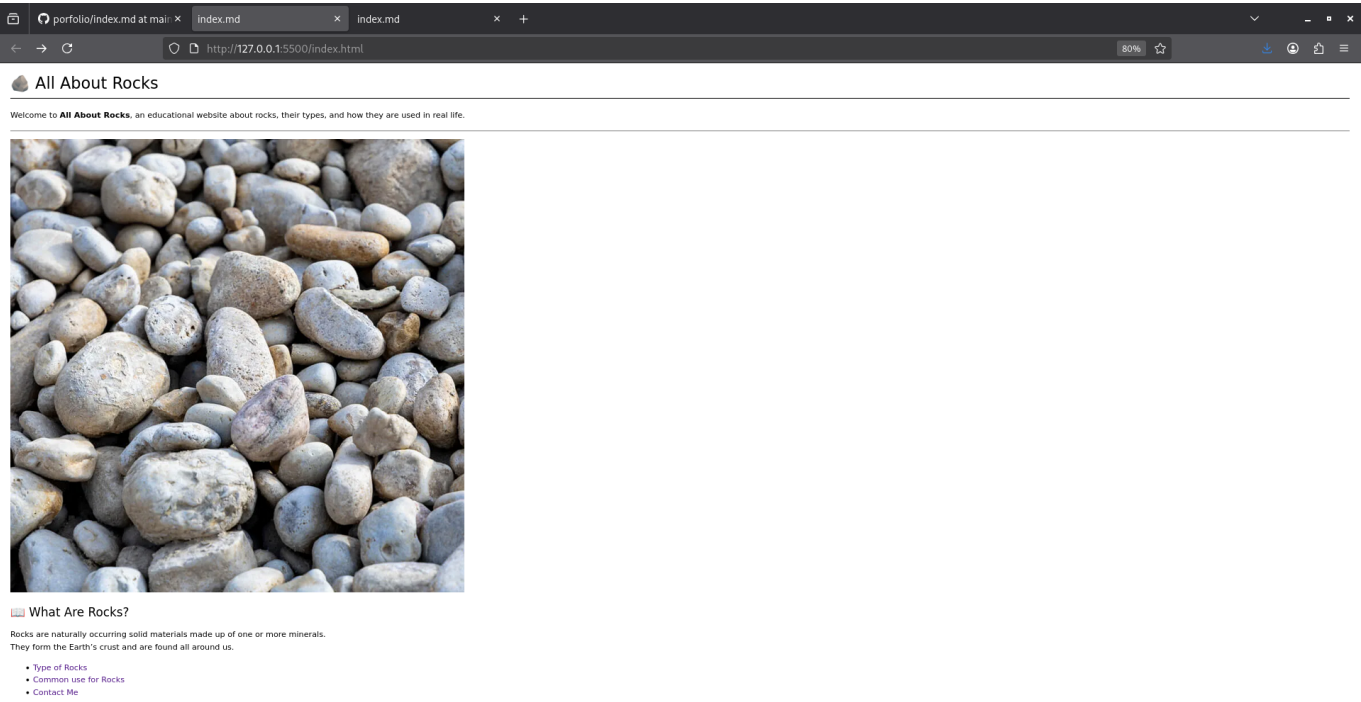 porfolio/index.md at main
index.md
index.md
http://127.0.0.1:5500/index.html
80%
All About Rocks
Welcome to All About Rocks, an educational website about rocks, their types, and how they are used in real life.
What Are Rocks?
Rocks are naturally occurring solid materials made up of one or more minerals.
They form the Earth’s crust and are found all around us.
• Type of Rocks
• Common use for Rocks
• Contact Me